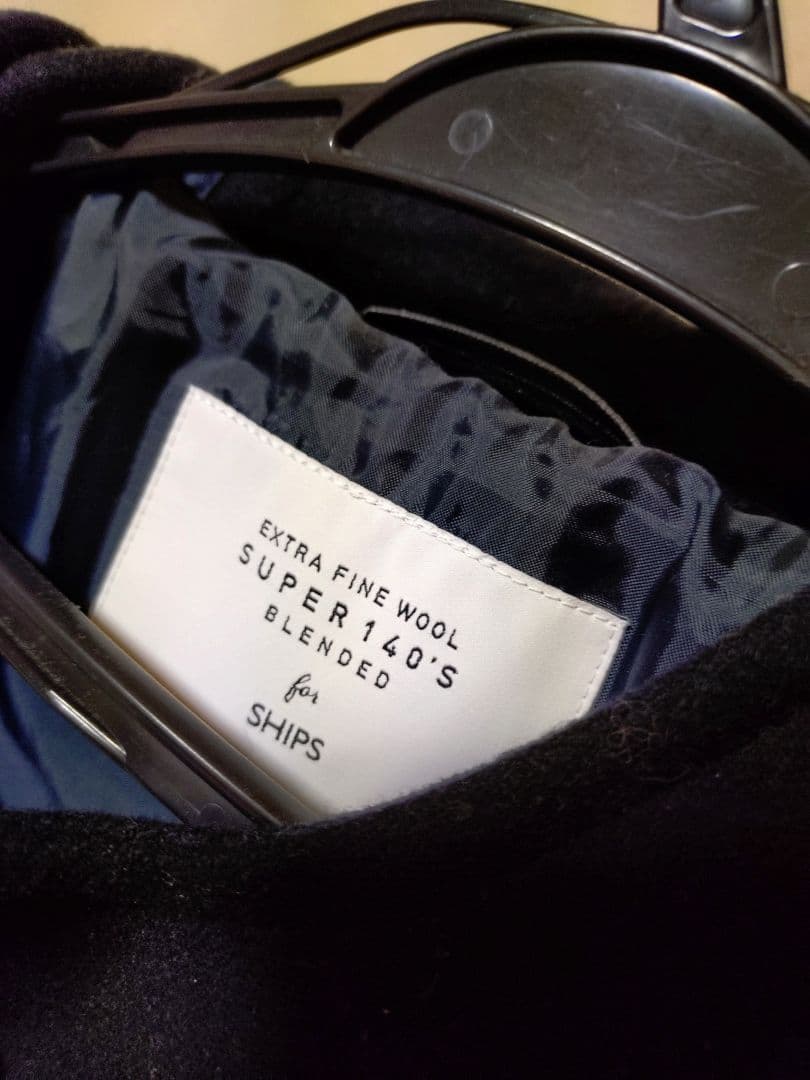 EXTRA FINE WOOL
SUPER 140'S
BLENDED
for
SHIPS